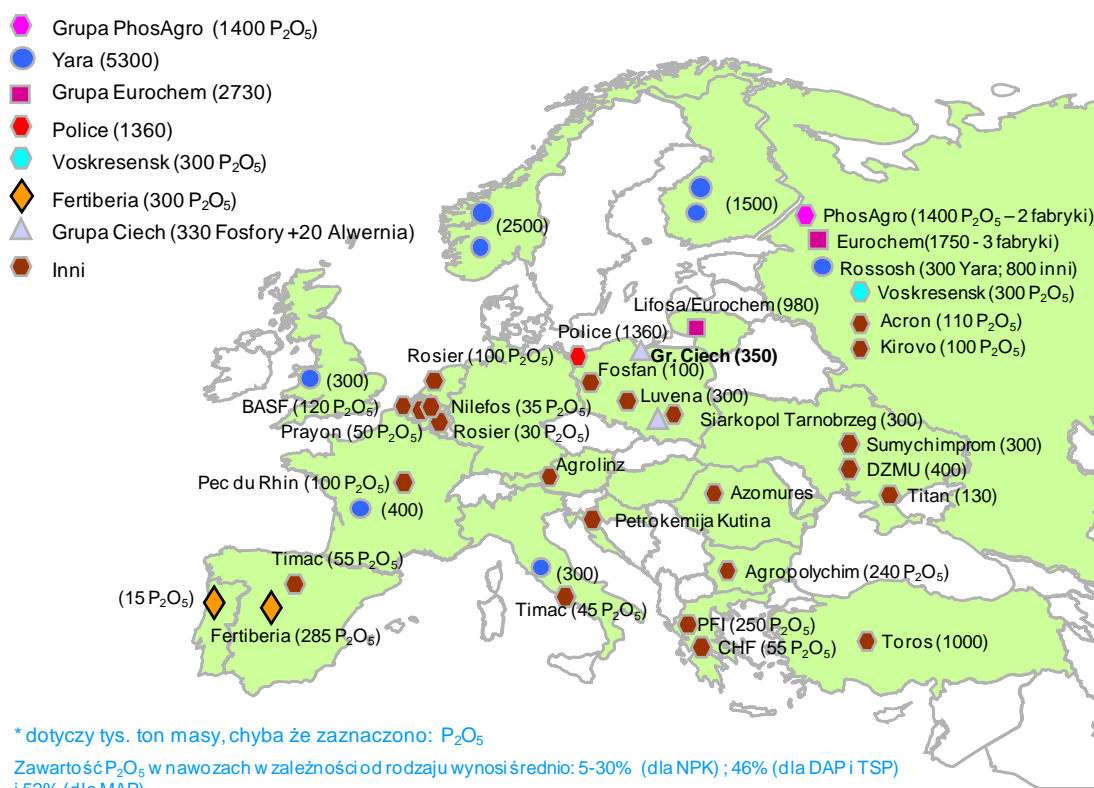 Grupa PhosAgro (1400 P₂O₅)
Yara (5300)
Grupa Eurochem (2730)
Police (1360)
Voskresensk (300 P₂O₅)
Fertiberia (300 P₂O₅)
Grupa Ciech (330 Fosfory +20 Alwernia)
Inni
(2500)
(1500)
PhosAgro (1400 P₂O₅ – 2 fabryki)
Eurochem(1750 - 3 fabryki)
Rossosh (300 Yara; 800 inni)
Voskresensk (300 P₂O₅)
Acron (110 P₂O₅)
Kirovo (100 P₂O₅)
Lifosa/Eurochem (980)
Police (1360)
Rosier (100 P₂O₅)
Gr. Ciech (350)
Fosfan (100)
(300)
Luvena (300)
BASF (120 P₂O₅)
Nilefos (35 P₂O₅)
Siarkopol Tarnobrzeg (300)
Prayon (50 P₂O₅)
Rosier (30 P₂O₅)
Sumychimprom (300)
DZMU (400)
Agrolinz
Pec du Rhin (100 P₂O₅)
Azomures
Titan (130)
(400)
Petrokemija Kutina
Timac (55 P₂O₅)
(300)
Agropolychim (240 P₂O₅)
(15 P₂O₅)
Timac (45 P₂O₅)
PFI (250 P₂O₅)
Fertiberia (285 P₂O₅)
CHF (55 P₂O₅)
Toros (1000)
* dotyczy tys. ton masy, chyba że zaznaczono: P₂O₅
Zawartość P₂O₅ w nawozach w zależności od rodzaju wynosi średnio: 5-30% (dla NPK) ; 46% (dla DAP i TSP)
i 52% (dla MAP)